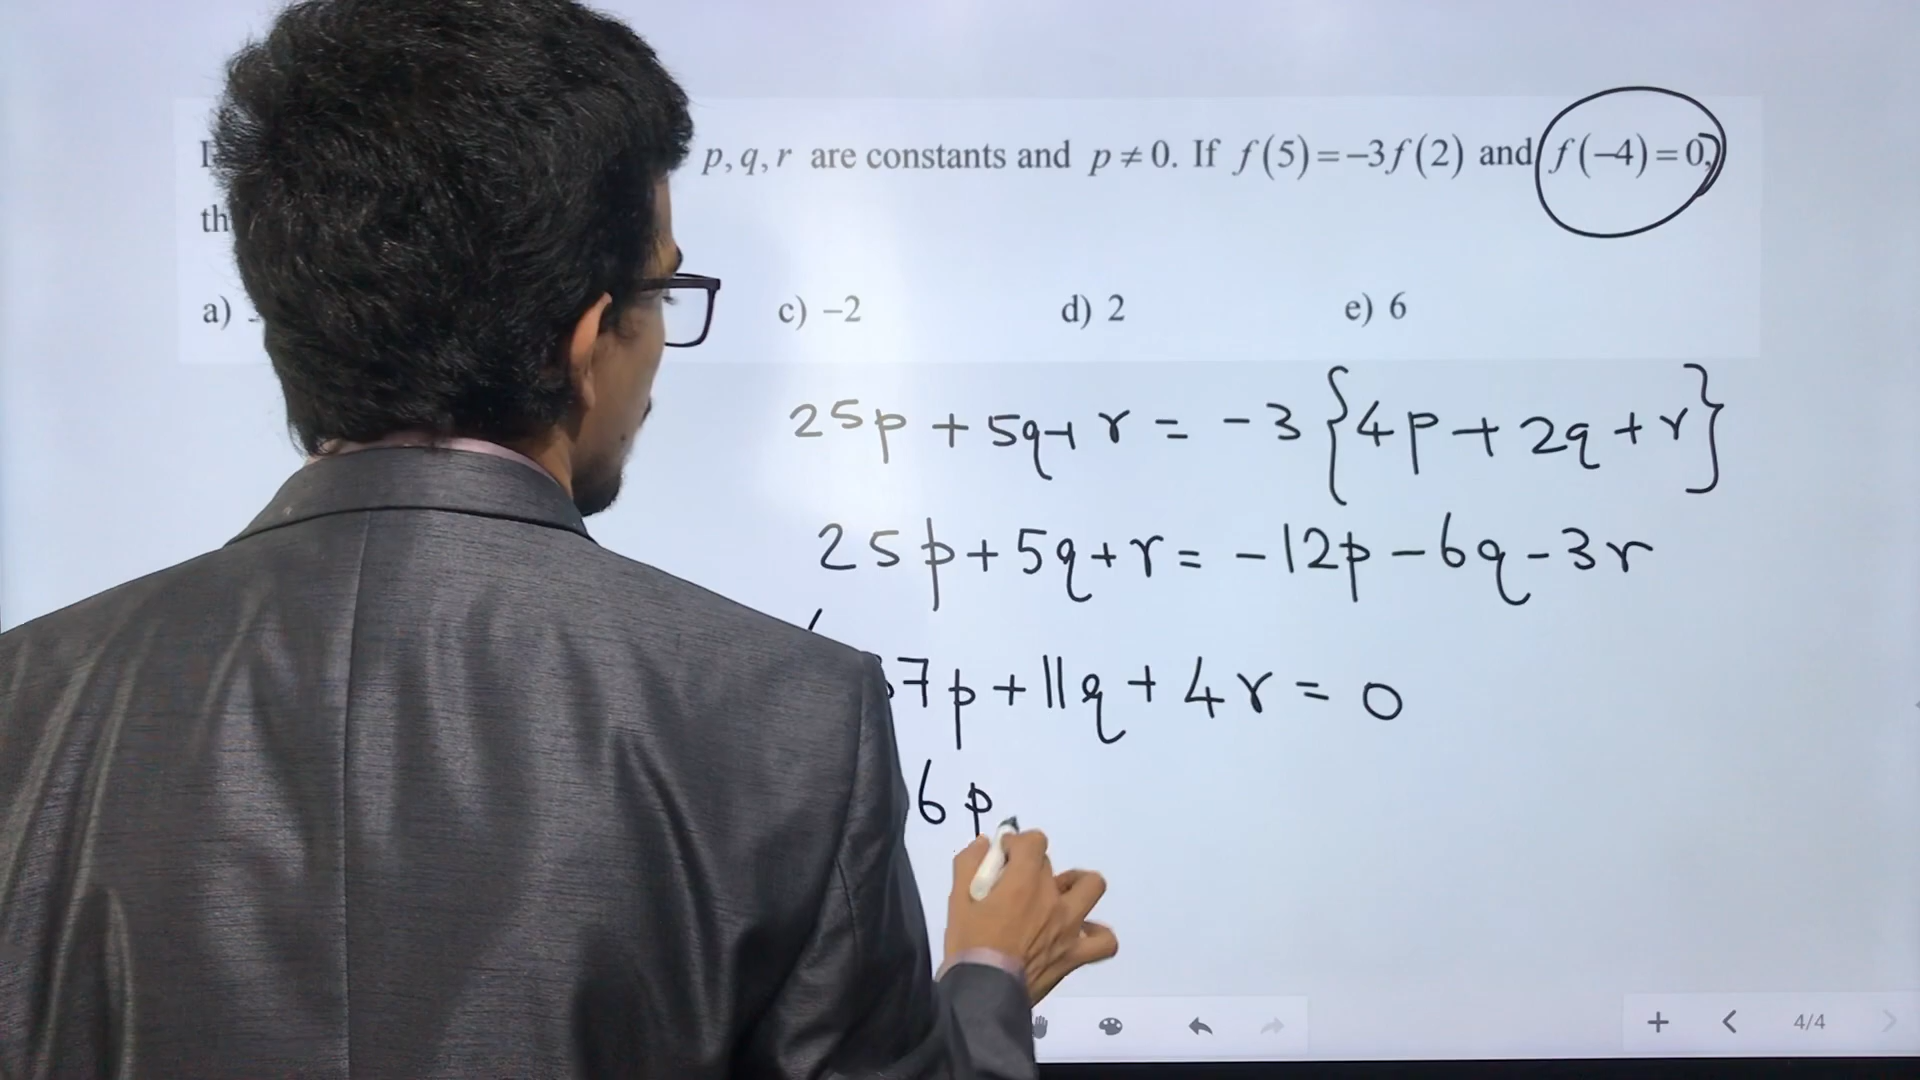 p, q, r are constants and p ≠ 0. If f(5)=−3f(2) and f(−4)=0,
th
a) c) −2 d) 2 e) 6
25p + 5q + r = -3 {4p + 2q + r}
25p + 5q + r = -12p - 6q - 3r
7p + 11q + 4r = 0
6p
4/4